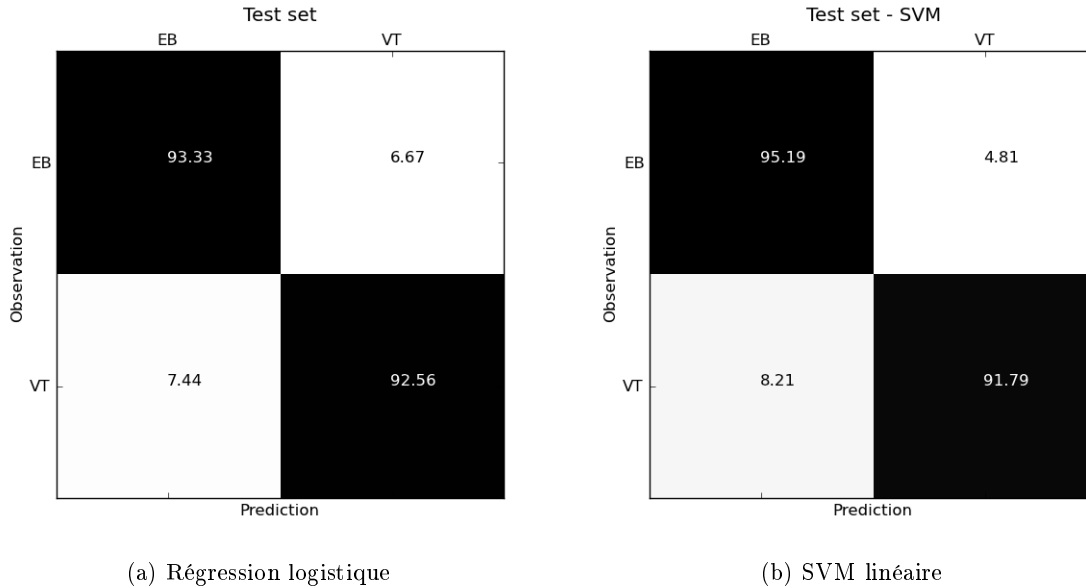 Test set
EB VT
EB 93.33 6.67
Observation
VT 7.44 92.56
Prediction
(a) Régression logistique
Test set - SVM
EB VT
EB 95.19 4.81
Observation
VT 8.21 91.79
Prediction
(b) SVM linéaire